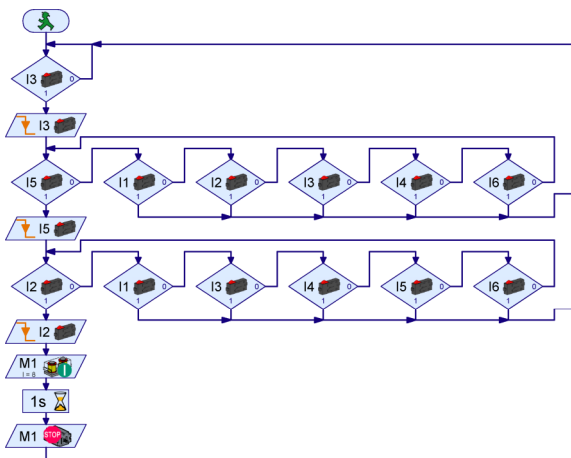 I3 0
1
I3
I5 0 I1 0 I2 0 I3 0 I4 0 I6 0
1 1 1 1 1 1
I5
I2 0 I1 0 I3 0 I4 0 I5 0 I6 0
1 1 1 1 1 1
I2
M1
I = 8
1s
M1 STOP